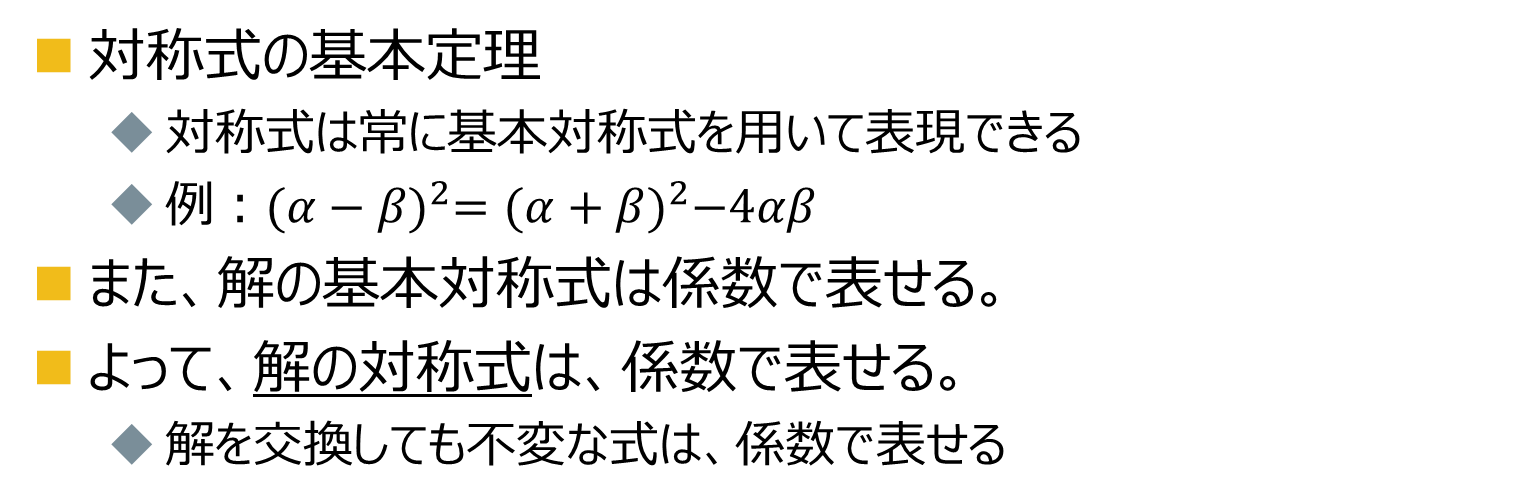 対称式の基本定理
対称式は常に基本対称式を用いて表現できる
例：(α − β)²= (α + β)²−4αβ
また、解の基本対称式は係数で表せる。
よって、解の対称式は、係数で表せる。
解を交換しても不変な式は、係数で表せる